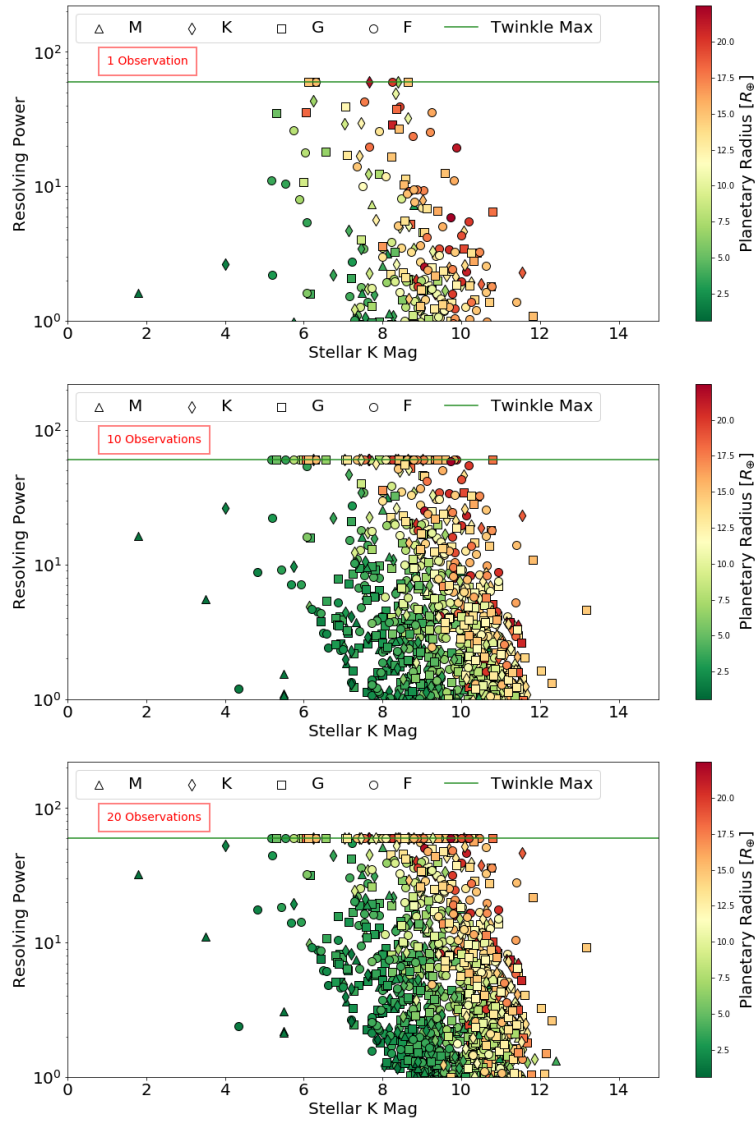 M K G F Twinkle Max
1 Observation
10²
10¹
10⁰
Resolving Power
0 2 4 6 8 10 12 14
Stellar K Mag
20.0
17.5
15.0
12.5
10.0
7.5
5.0
2.5
Planetary Radius [R⊕]
M K G F Twinkle Max
10 Observations
10²
10¹
10⁰
Resolving Power
0 2 4 6 8 10 12 14
Stellar K Mag
20.0
17.5
15.0
12.5
10.0
7.5
5.0
2.5
Planetary Radius [R⊕]
M K G F Twinkle Max
20 Observations
10²
10¹
10⁰
Resolving Power
0 2 4 6 8 10 12 14
Stellar K Mag
20.0
17.5
15.0
12.5
10.0
7.5
5.0
2.5
Planetary Radius [R⊕]